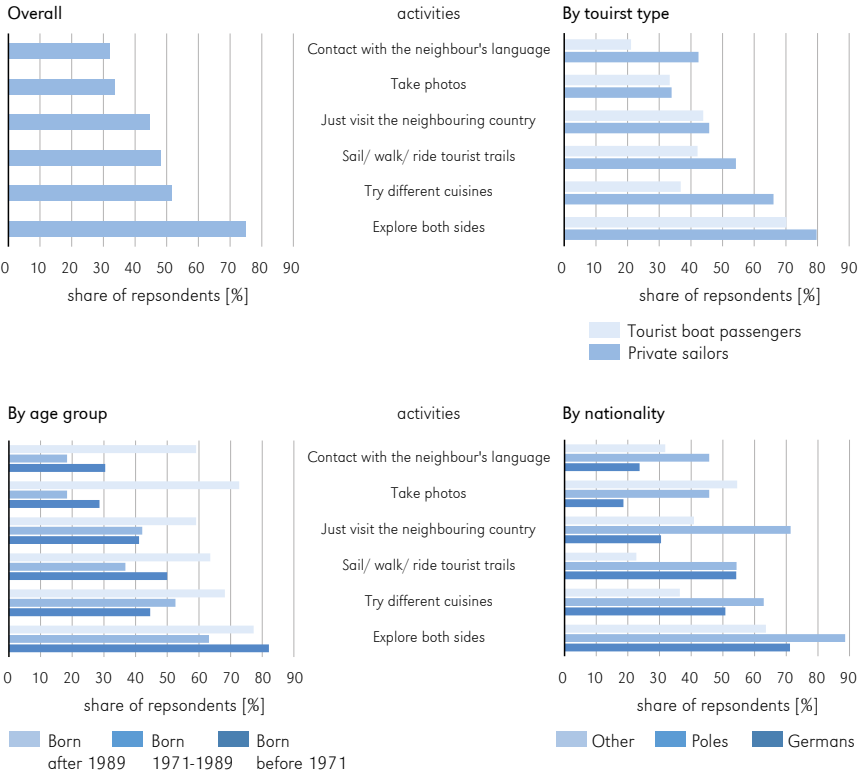 Overall
activities
By touirst type
Contact with the neighbour's language
Take photos
Just visit the neighbouring country
Sail/ walk/ ride tourist trails
Try different cuisines
Explore both sides
0 10 20 30 40 50 60 70 80 90
share of repsondents [%]
0 10 20 30 40 50 60 70 80 90
share of repsondents [%]
Tourist boat passengers
Private sailors
By age group
activities
By nationality
Contact with the neighbour's language
Take photos
Just visit the neighbouring country
Sail/ walk/ ride tourist trails
Try different cuisines
Explore both sides
0 10 20 30 40 50 60 70 80 90
share of repsondents [%]
0 10 20 30 40 50 60 70 80 90
share of repsondents [%]
Born
after 1989
Born
1971-1989
Born
before 1971
Other
Poles
Germans